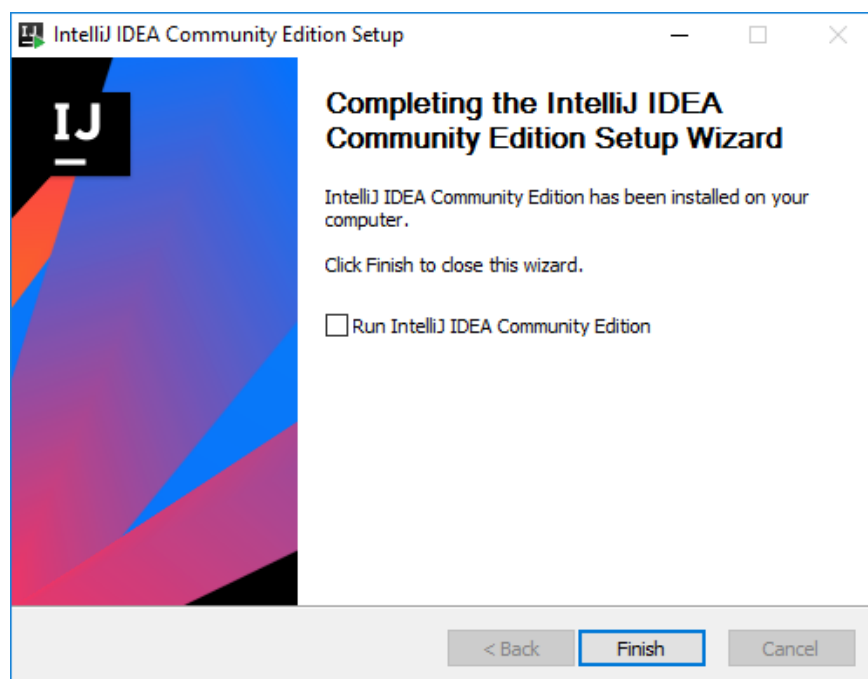 IntelliJ IDEA Community Edition Setup
IJ
Completing the IntelliJ IDEA
Community Edition Setup Wizard
IntelliJ IDEA Community Edition has been installed on your
computer.
Click Finish to close this wizard.
Run IntelliJ IDEA Community Edition
< Back Finish Cancel